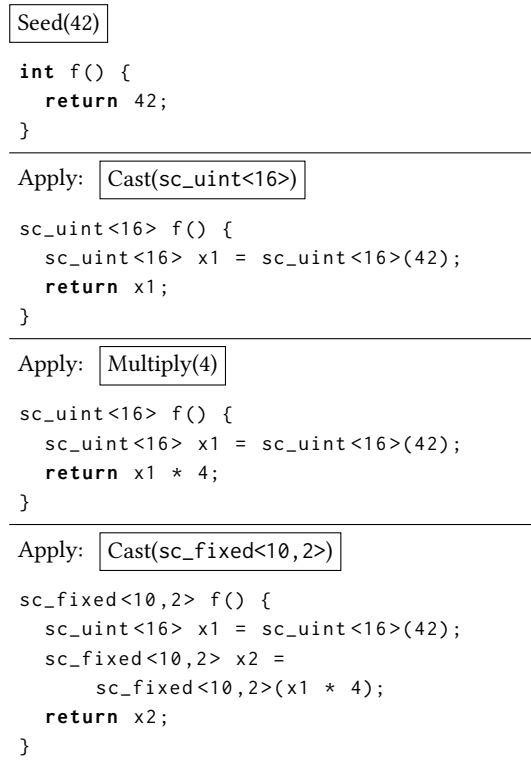 Seed(42)
int f() {
  return 42;
}
Apply: Cast(sc_uint<16>)
sc_uint<16> f() {
  sc_uint<16> x1 = sc_uint<16>(42);
  return x1;
}
Apply: Multiply(4)
sc_uint<16> f() {
  sc_uint<16> x1 = sc_uint<16>(42);
  return x1 * 4;
}
Apply: Cast(sc_fixed<10,2>)
sc_fixed<10,2> f() {
  sc_uint<16> x1 = sc_uint<16>(42);
  sc_fixed<10,2> x2 =
      sc_fixed<10,2>(x1 * 4);
  return x2;
}